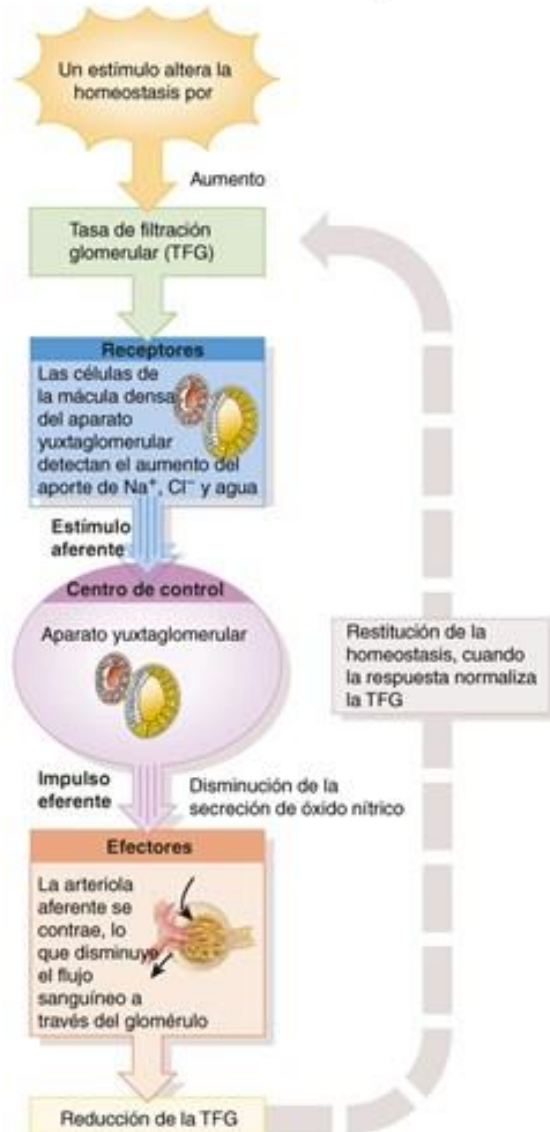 Un estímulo altera la
homeostasis por
Aumento
Tasa de filtración
glomerular (TFG)
Receptores
Las células de
la mácula densa
del aparato
yuxtaglomerular
detectan el aumento del
aporte de Na⁺, Cl⁻ y agua
Estímulo
aferente
Centro de control
Aparato yuxtaglomerular
Impulso
eferente
Disminución de la
secreción de óxido nítrico
Efectores
La arteriola
aferente se
contrae, lo
que disminuye
el flujo
sanguíneo a
través del glomérulo
Reducción de la TFG
Restitución de la
homeostasis, cuando
la respuesta normaliza
la TFG